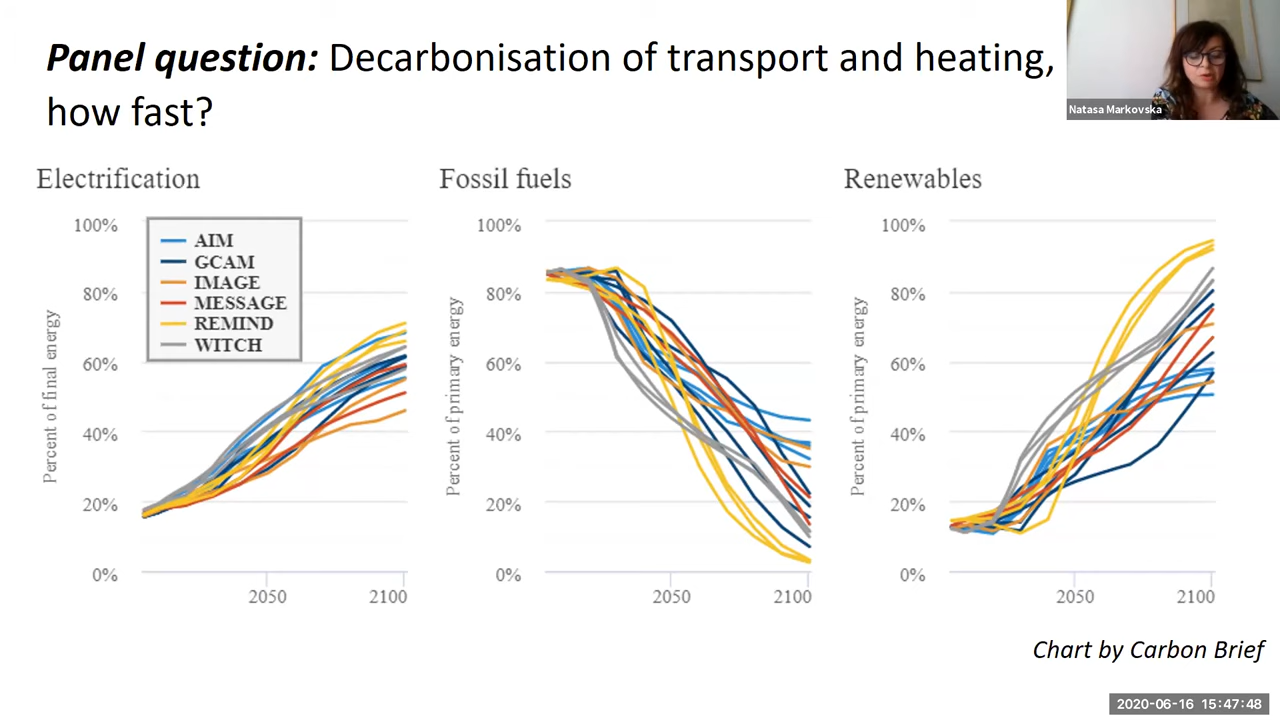 Panel question: Decarbonisation of transport and heating,
how fast?
Natasa Markovska
Electrification
Percent of final energy
100%
80%
60%
40%
20%
0%
2050
2100
AIM
GCAM
IMAGE
MESSAGE
REMIND
WITCH
Fossil fuels
Percent of primary energy
100%
80%
60%
40%
20%
0%
2050
2100
Renewables
Percent of primary energy
100%
80%
60%
40%
20%
0%
2050
2100
Chart by Carbon Brief
2020-06-16 15:47:48